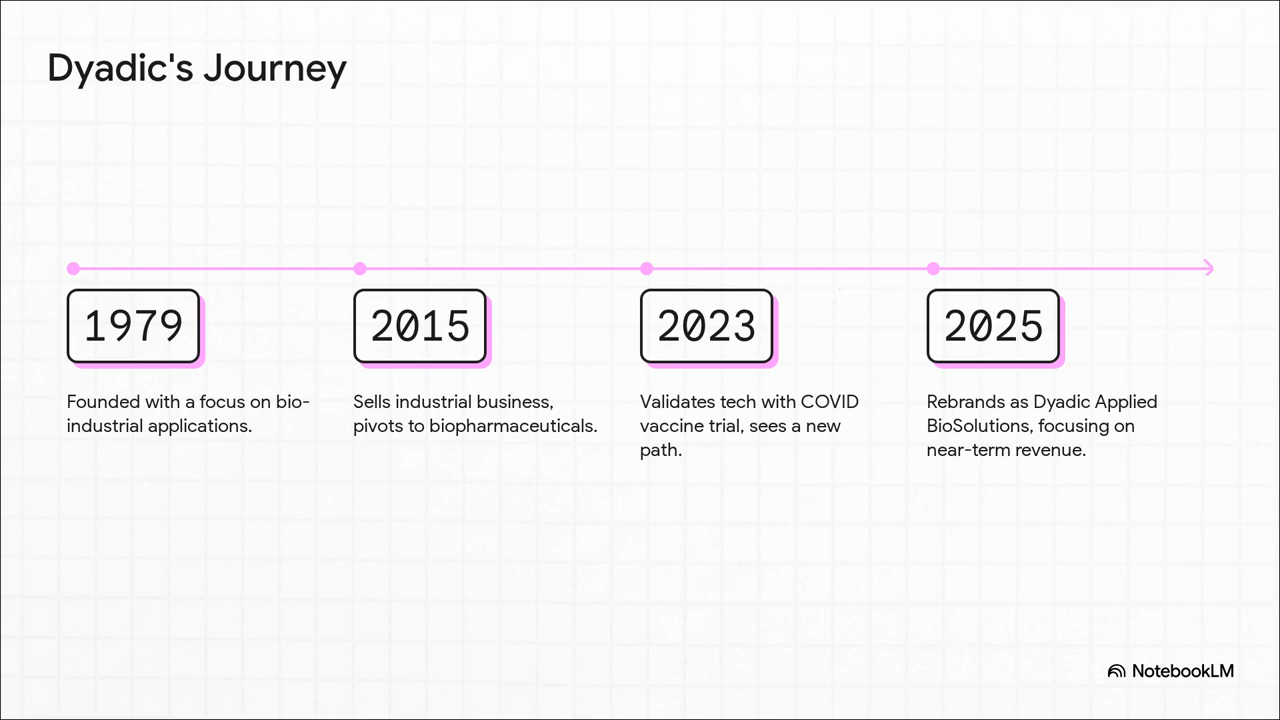 Dyadic's Journey
1979
Founded with a focus on bio-
industrial applications.
2015
Sells industrial business,
pivots to biopharmaceuticals.
2023
Validates tech with COVID
vaccine trial, sees a new
path.
2025
Rebrands as Dyadic Applied
BioSolutions, focusing on
near-term revenue.
NotebookLM